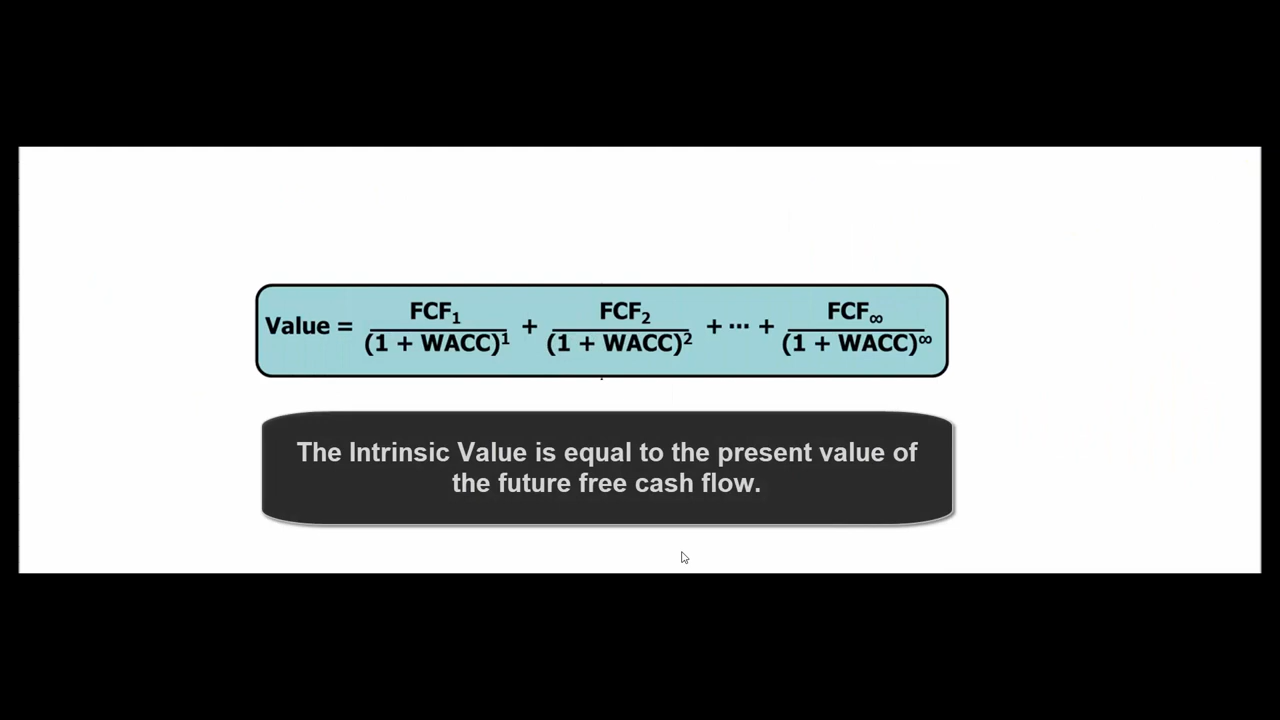 Value = FCF₁ / (1 + WACC)¹ + FCF₂ / (1 + WACC)² + ··· + FCF∞ / (1 + WACC)^∞
The Intrinsic Value is equal to the present value of
the future free cash flow.